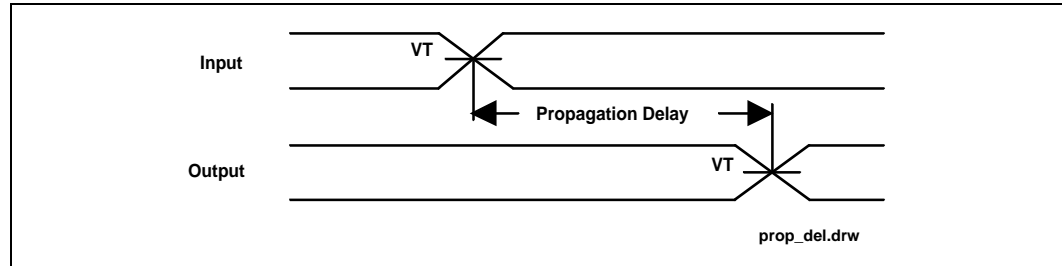 VT
Input
Propagation Delay
VT
Output
prop_del.drw